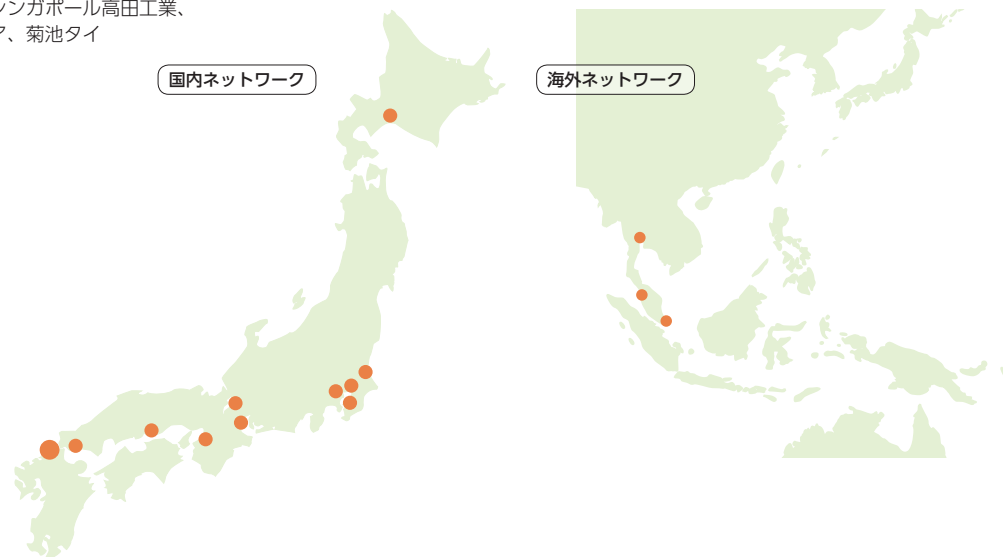 シンガポール高田工業、
ア、菊池タイ
国内ネットワーク
海外ネットワーク